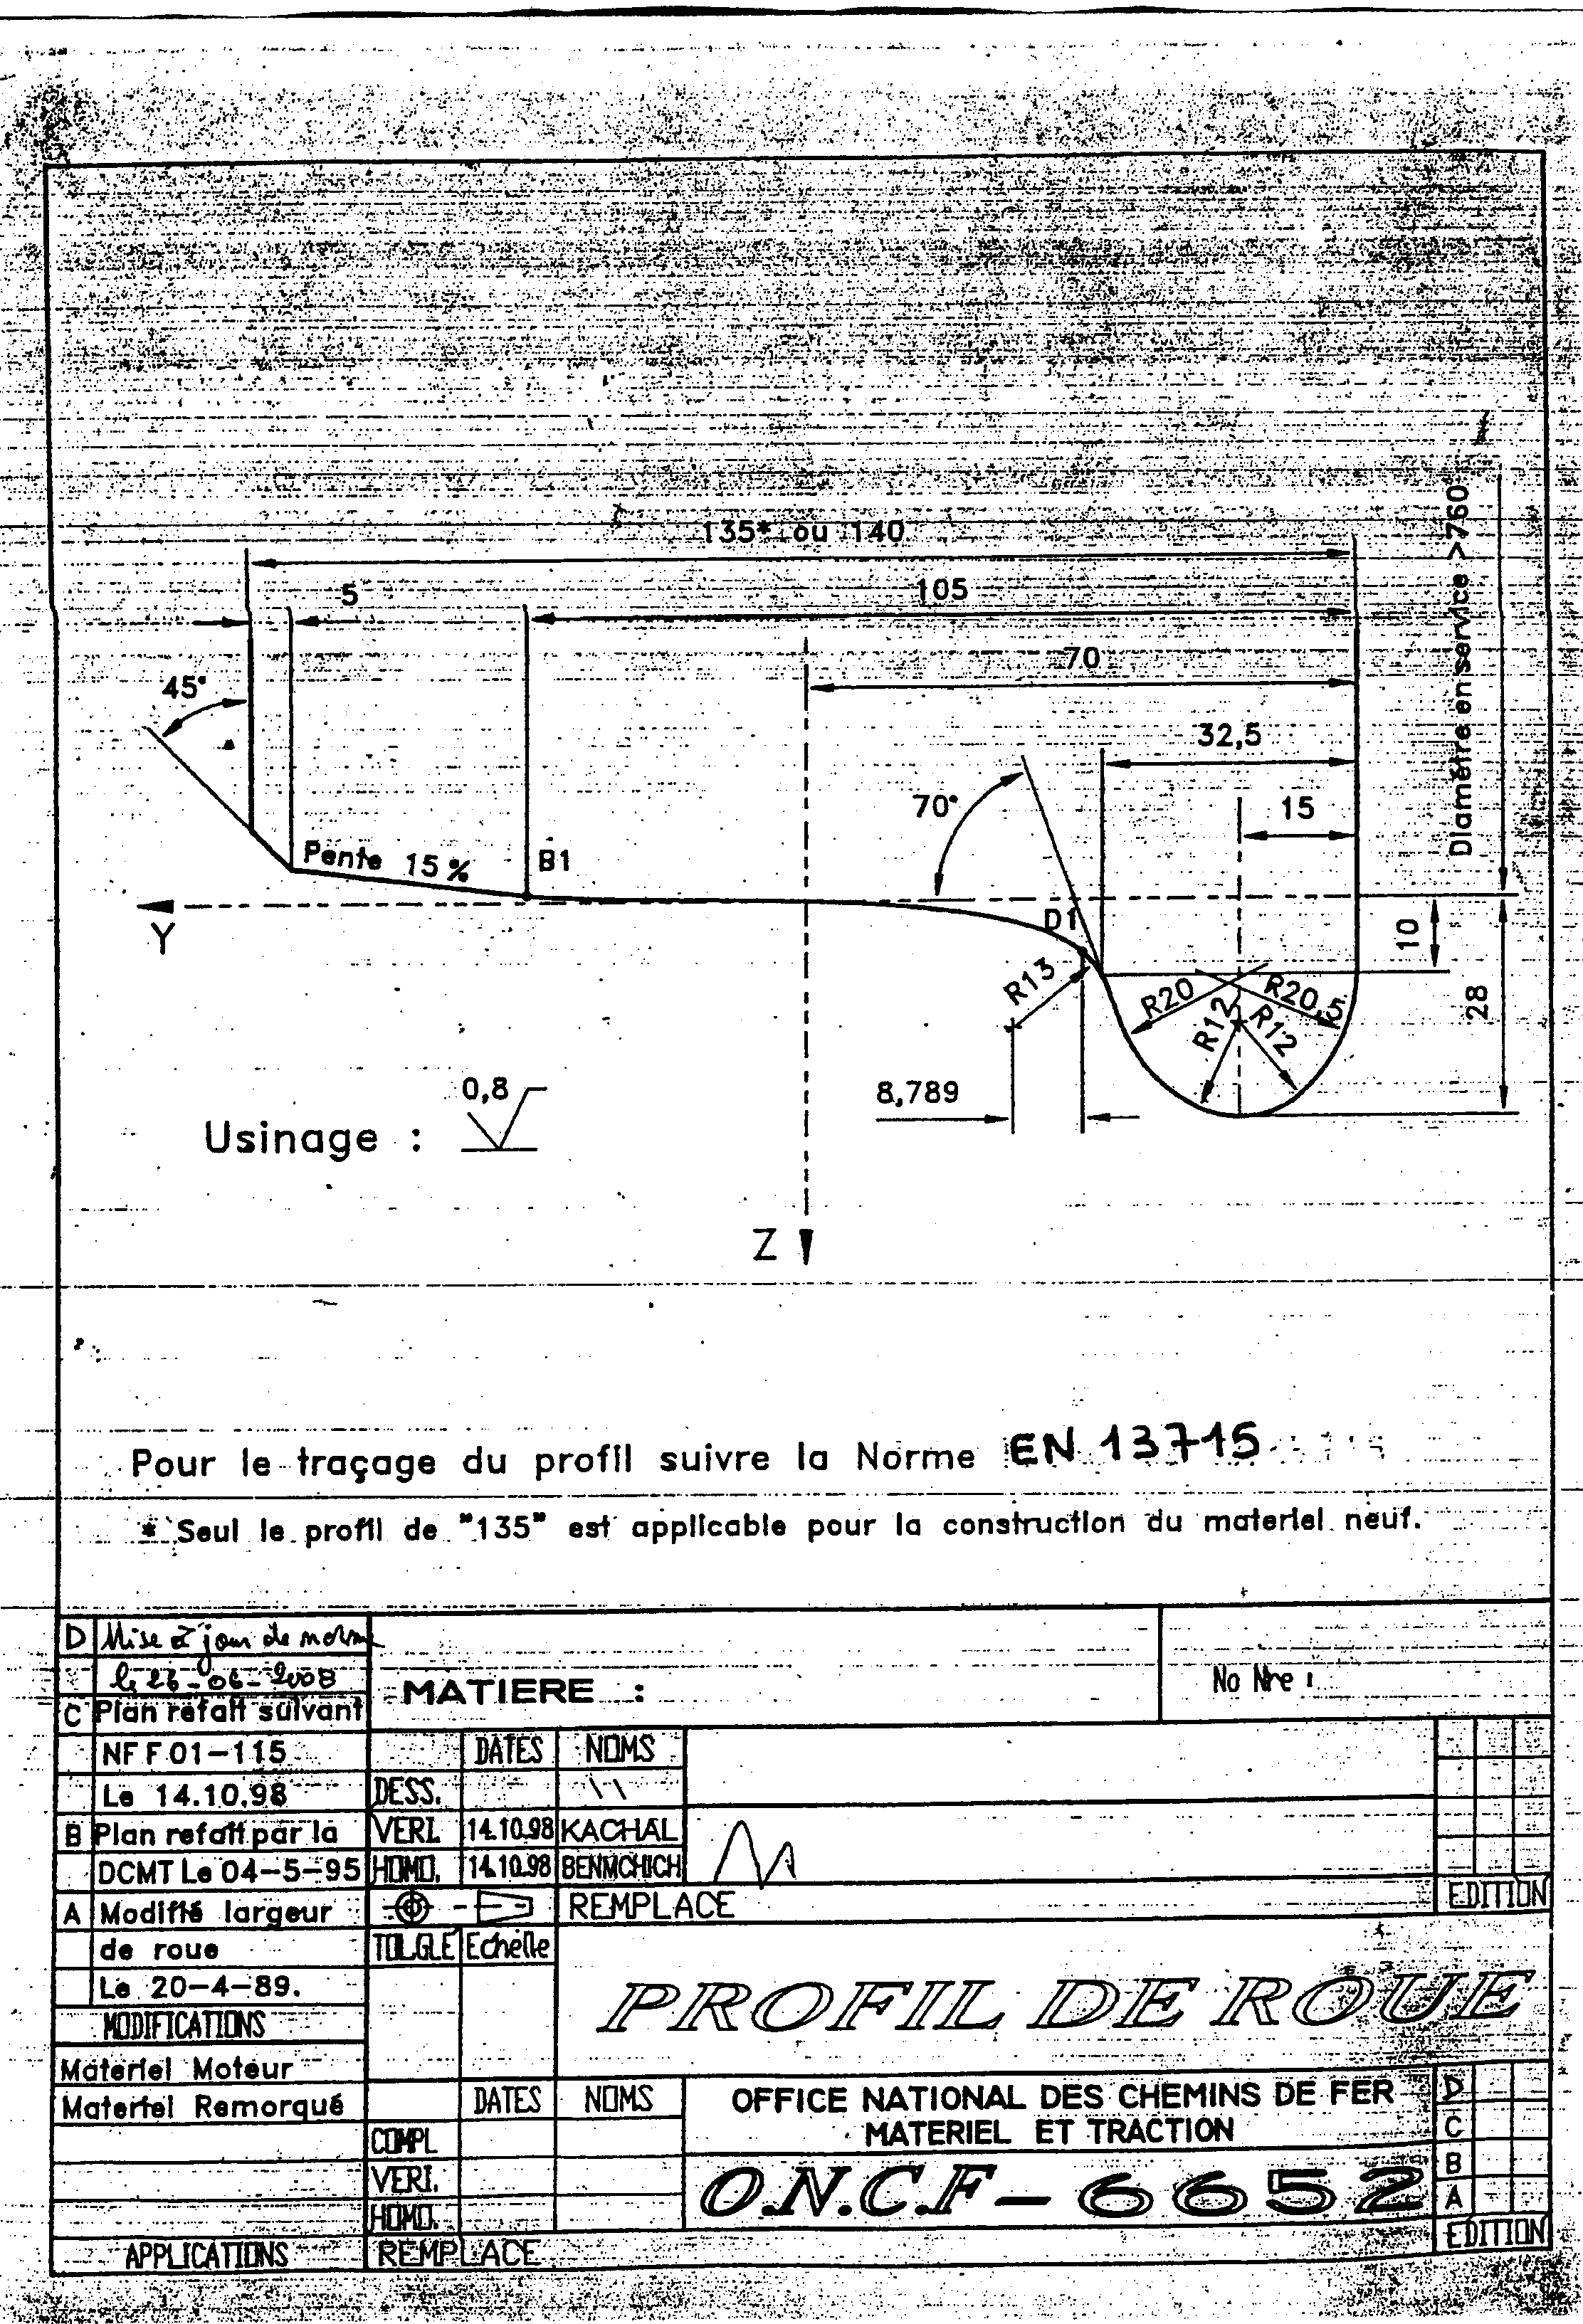 135* ou 140
5
105
70
45°
32,5
70°
15
Diamètre en service >760
Pente 15 %
B1
Y
D1
10
R13
R20
R20,5
R12
R12
28
8,789
0,8
Usinage :
Z
Pour le traçage du profil suivre la Norme EN 13715
* Seul le profil de "135" est applicable pour la construction du materiel neuf.
D Mise à jour de norme
le 23-06-2008
C Plan refait suivant
NF F 01-115
Le 14.10.98
B Plan refait par la
DCMT Le 04-5-95
A Modifié largeur
de roue
Le 20-4-89.
MODIFICATIONS
Materiel Moteur
Materiel Remorqué
APPLICATIONS
MATIERE :
No Nre :
DATES NOMS
DESS.
VERI. 14.10.98 KACHAL
HOMO. 14.10.98 BENMCHICH
REMPLACE
EDITION
TOL.GLE Echelle
PROFIL DE ROUE
DATES NOMS
COMPL
VERI.
HOMO.
OFFICE NATIONAL DES CHEMINS DE FER
MATERIEL ET TRACTION
O.N.C.F - 6652
D
C
B
A
EDITION
REMPLACE